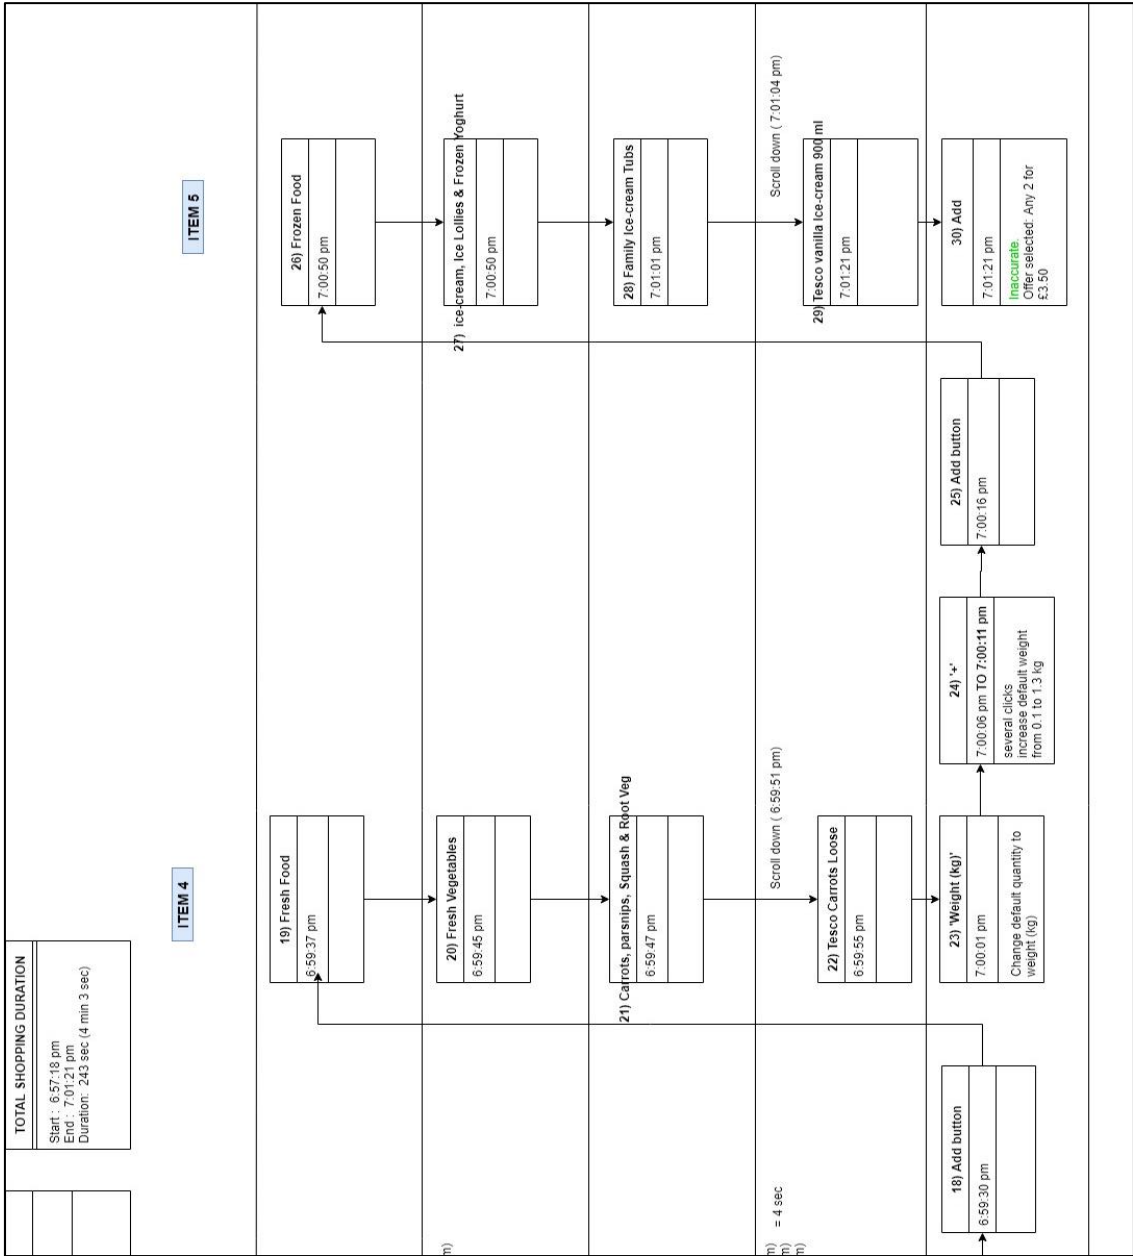 TOTAL SHOPPING DURATION
Start : 6:57:18 pm
End : 7:01:21 pm
Duration: 243 sec (4 min 3 sec)
ITEM 4
ITEM 5
m)
m) = 4 sec
m)
m)
18) Add button
6:59:30 pm
19) Fresh Food
6:59:37 pm
20) Fresh Vegetables
6:59:45 pm
21) Carrots, parsnips, Squash & Root Veg
6:59:47 pm
Scroll down ( 6:59:51 pm)
22) Tesco Carrots Loose
6:59:55 pm
23) 'Weight (kg)'
7:00:01 pm
Change default quantity to
weight (kg)
24) '+'
7:00:06 pm TO 7:00:11 pm
several clicks
increase default weight
from 0.1 to 1.3 kg
25) Add button
7:00:16 pm
26) Frozen Food
7:00:50 pm
27) ice-cream, Ice Lollies & Frozen Yoghurt
7:00:50 pm
28) Family Ice-cream Tubs
7:01:01 pm
Scroll down ( 7:01:04 pm)
29) Tesco vanilla Ice-cream 900 ml
7:01:21 pm
30) Add
7:01:21 pm
Inaccurate.
Offer selected: Any 2 for
£3.50